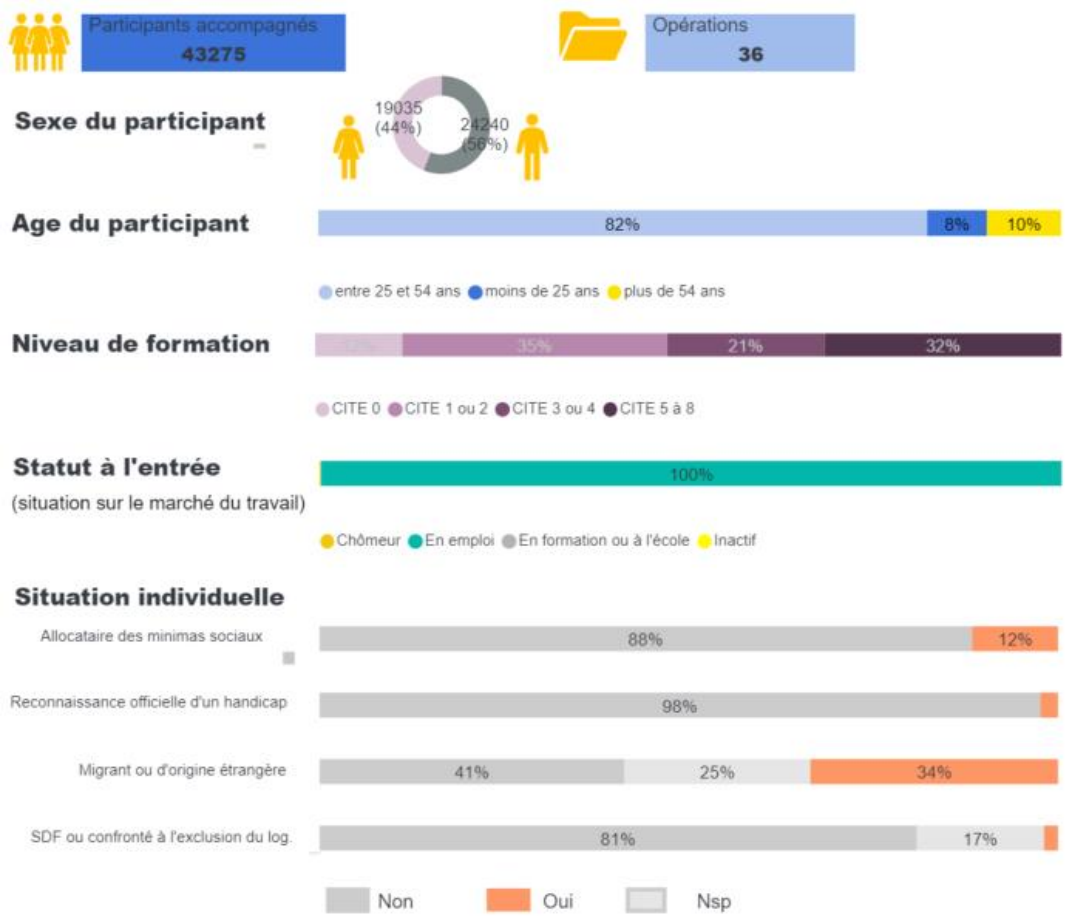 Participants accompagnés
43275
Opérations
36
Sexe du participant
19035
(44%)
24240
(56%)
Age du participant
82%
8%
10%
entre 25 et 54 ans moins de 25 ans plus de 54 ans
Niveau de formation
12%
35%
21%
32%
CITE 0 CITE 1 ou 2 CITE 3 ou 4 CITE 5 à 8
Statut à l'entrée
100%
(situation sur le marché du travail)
Chômeur En emploi En formation ou à l'école Inactif
Situation individuelle
Allocataire des minimas sociaux
88%
12%
Reconnaissance officielle d'un handicap
98%
Migrant ou d'origine étrangère
41%
25%
34%
SDF ou confronté à l'exclusion du log.
81%
17%
Non Oui Nsp